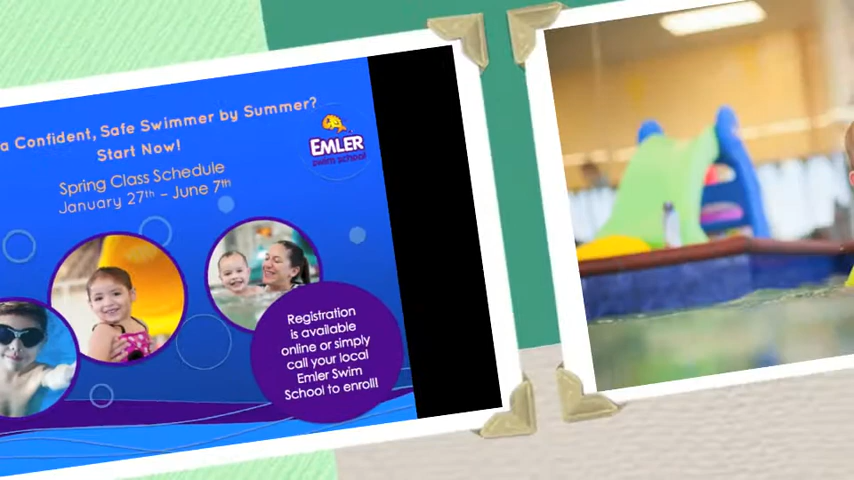 a Confident, Safe Swimmer by Summer?
Start Now!
EMLER
swim school
Spring Class Schedule
January 27th – June 7th
Registration
is available
online or simply
call your local
Emler Swim
School to enroll!